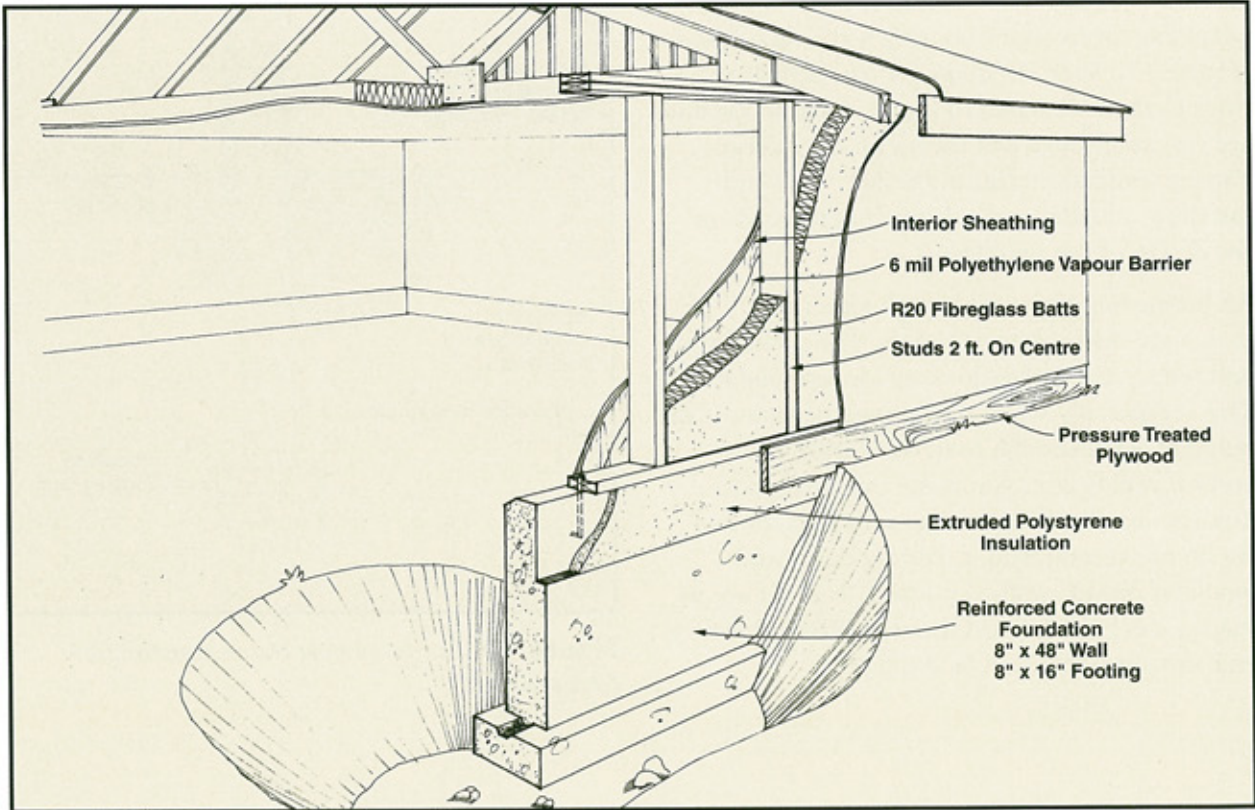 Interior Sheathing
6 mil Polyethylene Vapour Barrier
R20 Fibreglass Batts
Studs 2 ft. On Centre
Pressure Treated
Plywood
Extruded Polystyrene
Insulation
Reinforced Concrete
Foundation
8" x 48" Wall
8" x 16" Footing